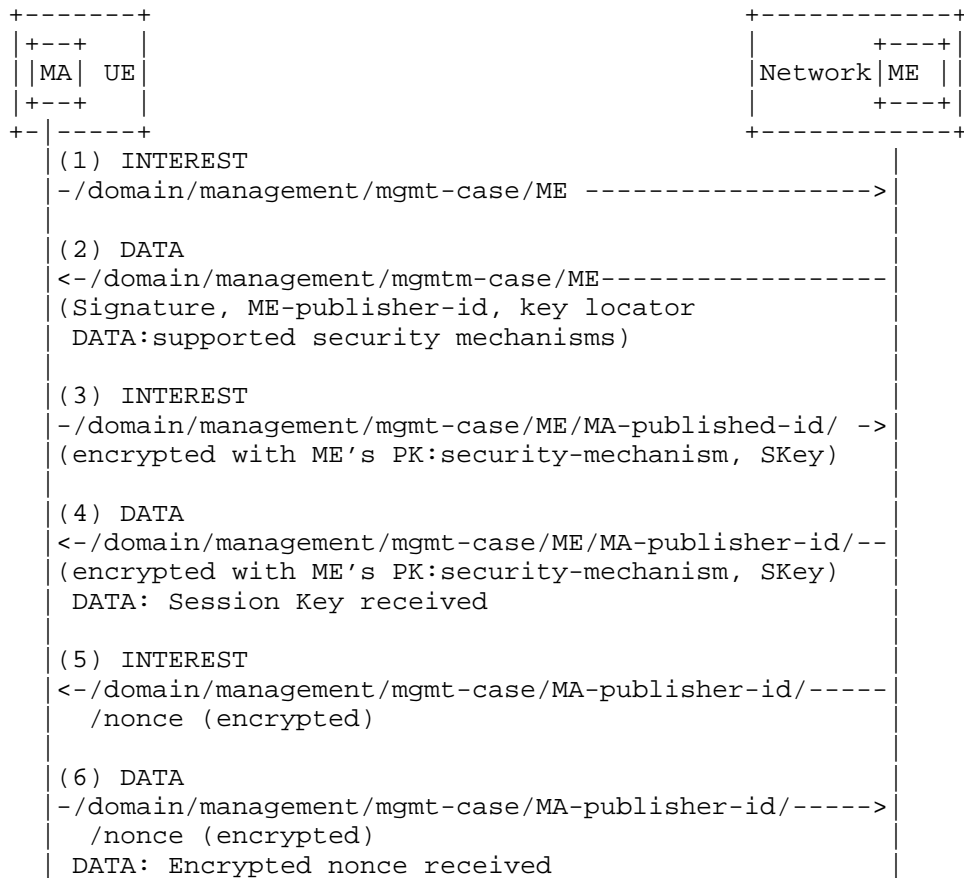 +-------+                                      +------------+
|+--+   |                                      |       +---+|
||MA| UE|                                      |Network|ME ||
|+--+   |                                      |       +---+|
+-|-----+                                      +------------+
  |(1) INTEREST                                         |
  |-/domain/management/mgmt-case/ME ------------------>|
  |                                                     |
  |(2) DATA                                             |
  |<-/domain/management/mgmtm-case/ME------------------|
  |(Signature, ME-publisher-id, key locator             |
  | DATA:supported security mechanisms)                 |
  |                                                     |
  |(3) INTEREST                                         |
  |-/domain/management/mgmt-case/ME/MA-published-id/ ->|
  |(encrypted with ME’s PK:security-mechanism, SKey)    |
  |                                                     |
  |(4) DATA                                             |
  |<-/domain/management/mgmt-case/ME/MA-publisher-id/--|
  |(encrypted with ME’s PK:security-mechanism, SKey)    |
  | DATA: Session Key received                          |
  |                                                     |
  |(5) INTEREST                                         |
  |<-/domain/management/mgmt-case/MA-publisher-id/-----|
  |  /nonce (encrypted)                                 |
  |                                                     |
  |(6) DATA                                             |
  |-/domain/management/mgmt-case/MA-publisher-id/----->|
  |  /nonce (encrypted)                                 |
  | DATA: Encrypted nonce received                      |